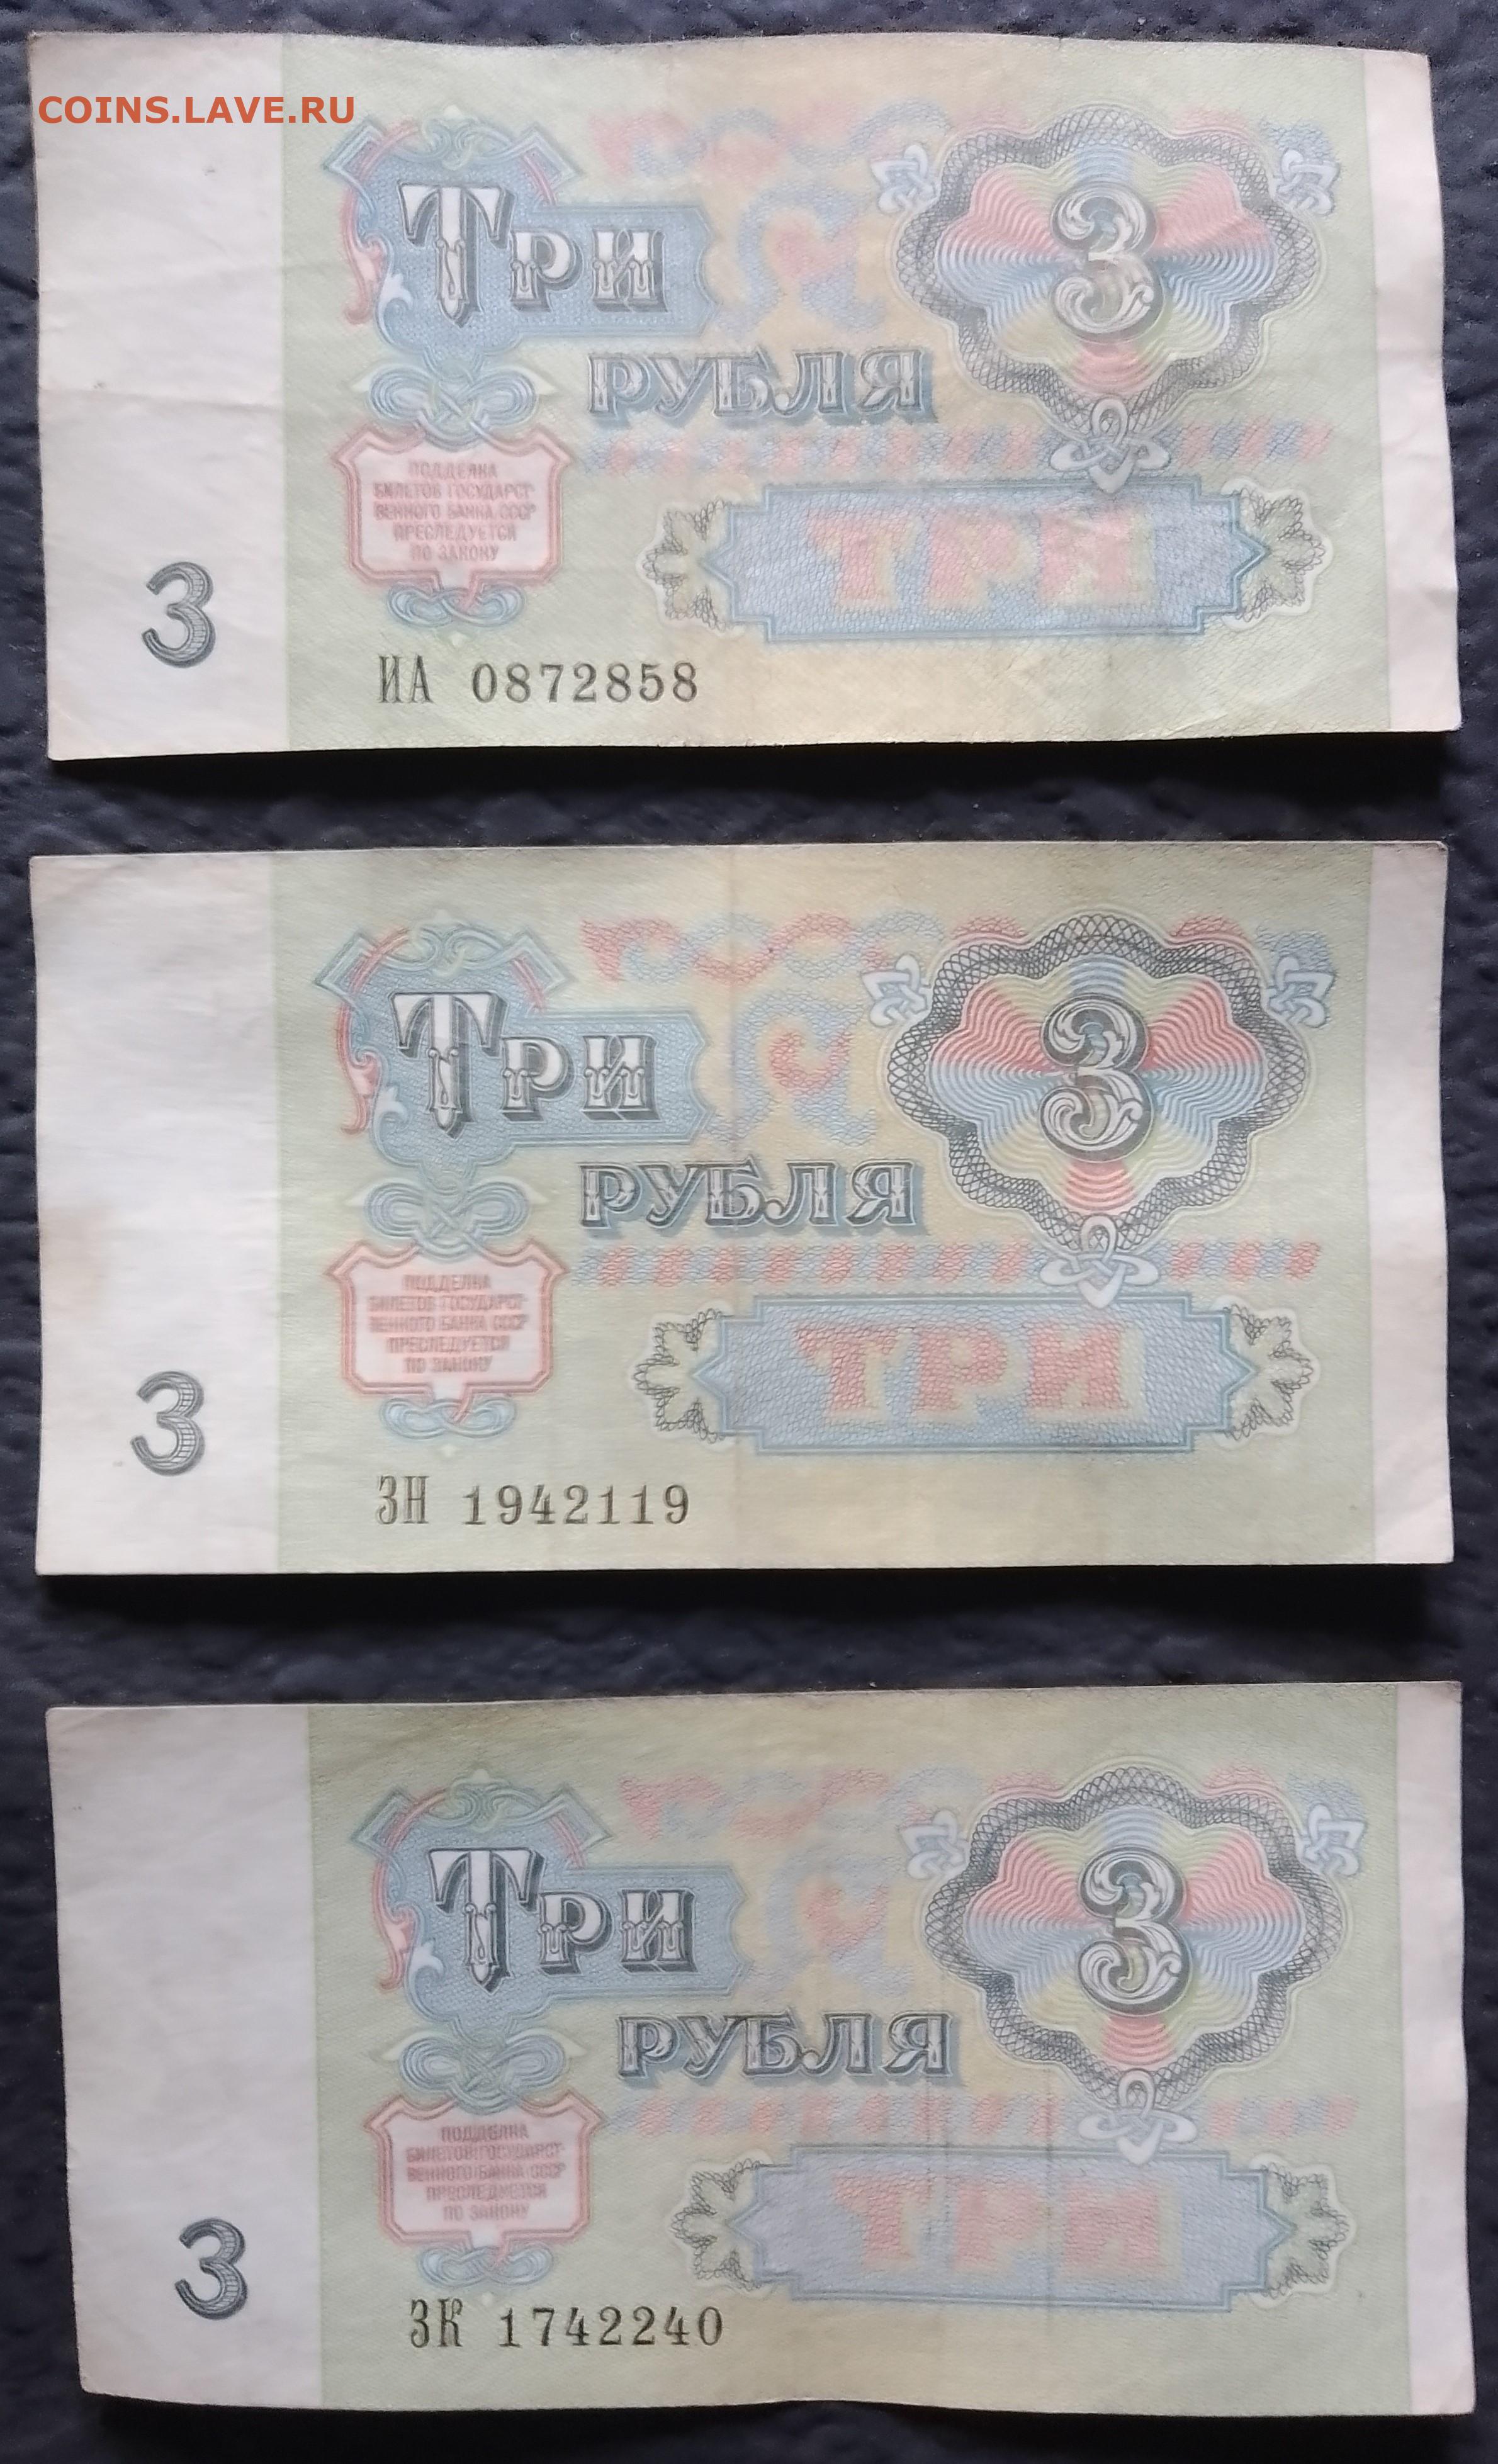 COINS.LAVE.RU
ТРИ
3
РУБЛЯ
ПОДДЕЛКА
БИЛЕТОВ ГОСУДАРСТ-
ВЕННОГО БАНКА СССР
ПРЕСЛЕДУЕТСЯ
ПО ЗАКОНУ
ТРИ
3
ИА 0872858
ТРИ
3
РУБЛЯ
ПОДДЕЛКА
БИЛЕТОВ ГОСУДАРСТ-
ВЕННОГО БАНКА СССР
ПРЕСЛЕДУЕТСЯ
ПО ЗАКОНУ
ТРИ
3
ЗН 1942119
ТРИ
3
РУБЛЯ
ПОДДЕЛКА
БИЛЕТОВ ГОСУДАРСТ-
ВЕННОГО БАНКА СССР
ПРЕСЛЕДУЕТСЯ
ПО ЗАКОНУ
ТРИ
3
ЗК 1742240